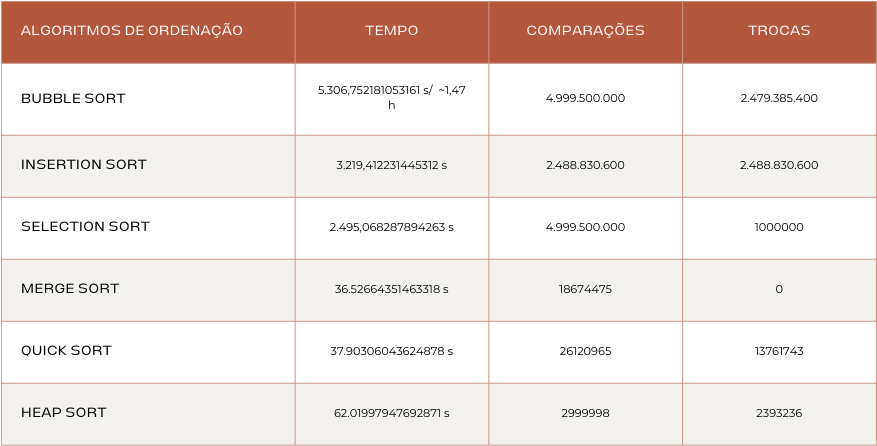 ALGORITMOS DE ORDENAÇÃO TEMPO COMPARAÇÕES TROCAS
BUBBLE SORT 5.306,752181053161 s/ ~1,47 h 4.999.500.000 2.479.385.400
INSERTION SORT 3.219,412231445312 s 2.488.830.600 2.488.830.600
SELECTION SORT 2.495,068287894263 s 4.999.500.000 1000000
MERGE SORT 36.52664351463318 s 18674475 0
QUICK SORT 37.90306043624878 s 26120965 13761743
HEAP SORT 62.01997947692871 s 2999998 2393236